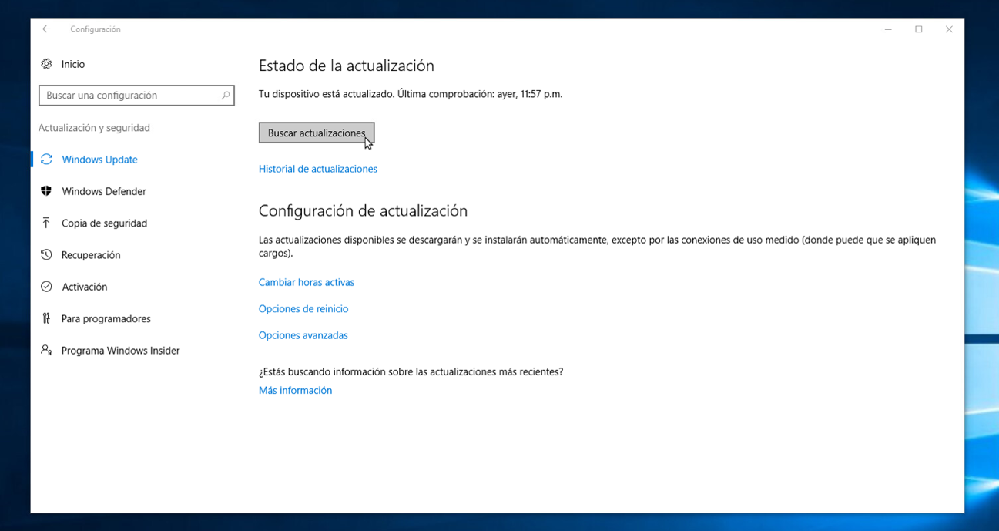 Configuración
Inicio
Buscar una configuración
Actualización y seguridad
Windows Update
Windows Defender
Copia de seguridad
Recuperación
Activación
Para programadores
Programa Windows Insider
Estado de la actualización
Tu dispositivo está actualizado. Última comprobación: ayer, 11:57 p.m.
Buscar actualizaciones
Historial de actualizaciones
Configuración de actualización
Las actualizaciones disponibles se descargarán y se instalarán automáticamente, excepto por las conexiones de uso medido (donde puede que se apliquen
cargos).
Cambiar horas activas
Opciones de reinicio
Opciones avanzadas
¿Estás buscando información sobre las actualizaciones más recientes?
Más información